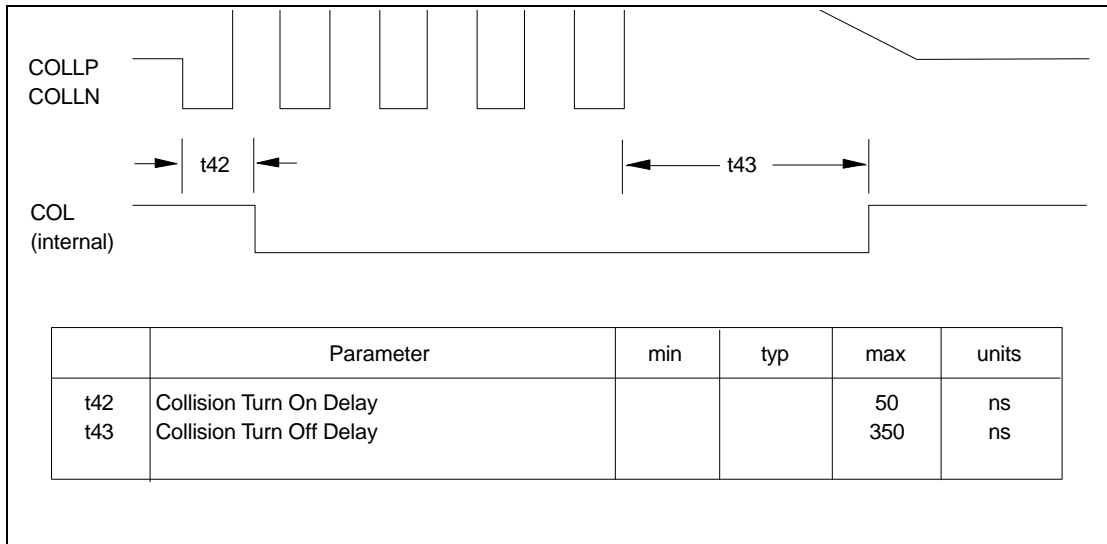 COLLP
COLLN
t42
t43
COL
(internal)
Parameter min typ max units
t42 Collision Turn On Delay 50 ns
t43 Collision Turn Off Delay 350 ns